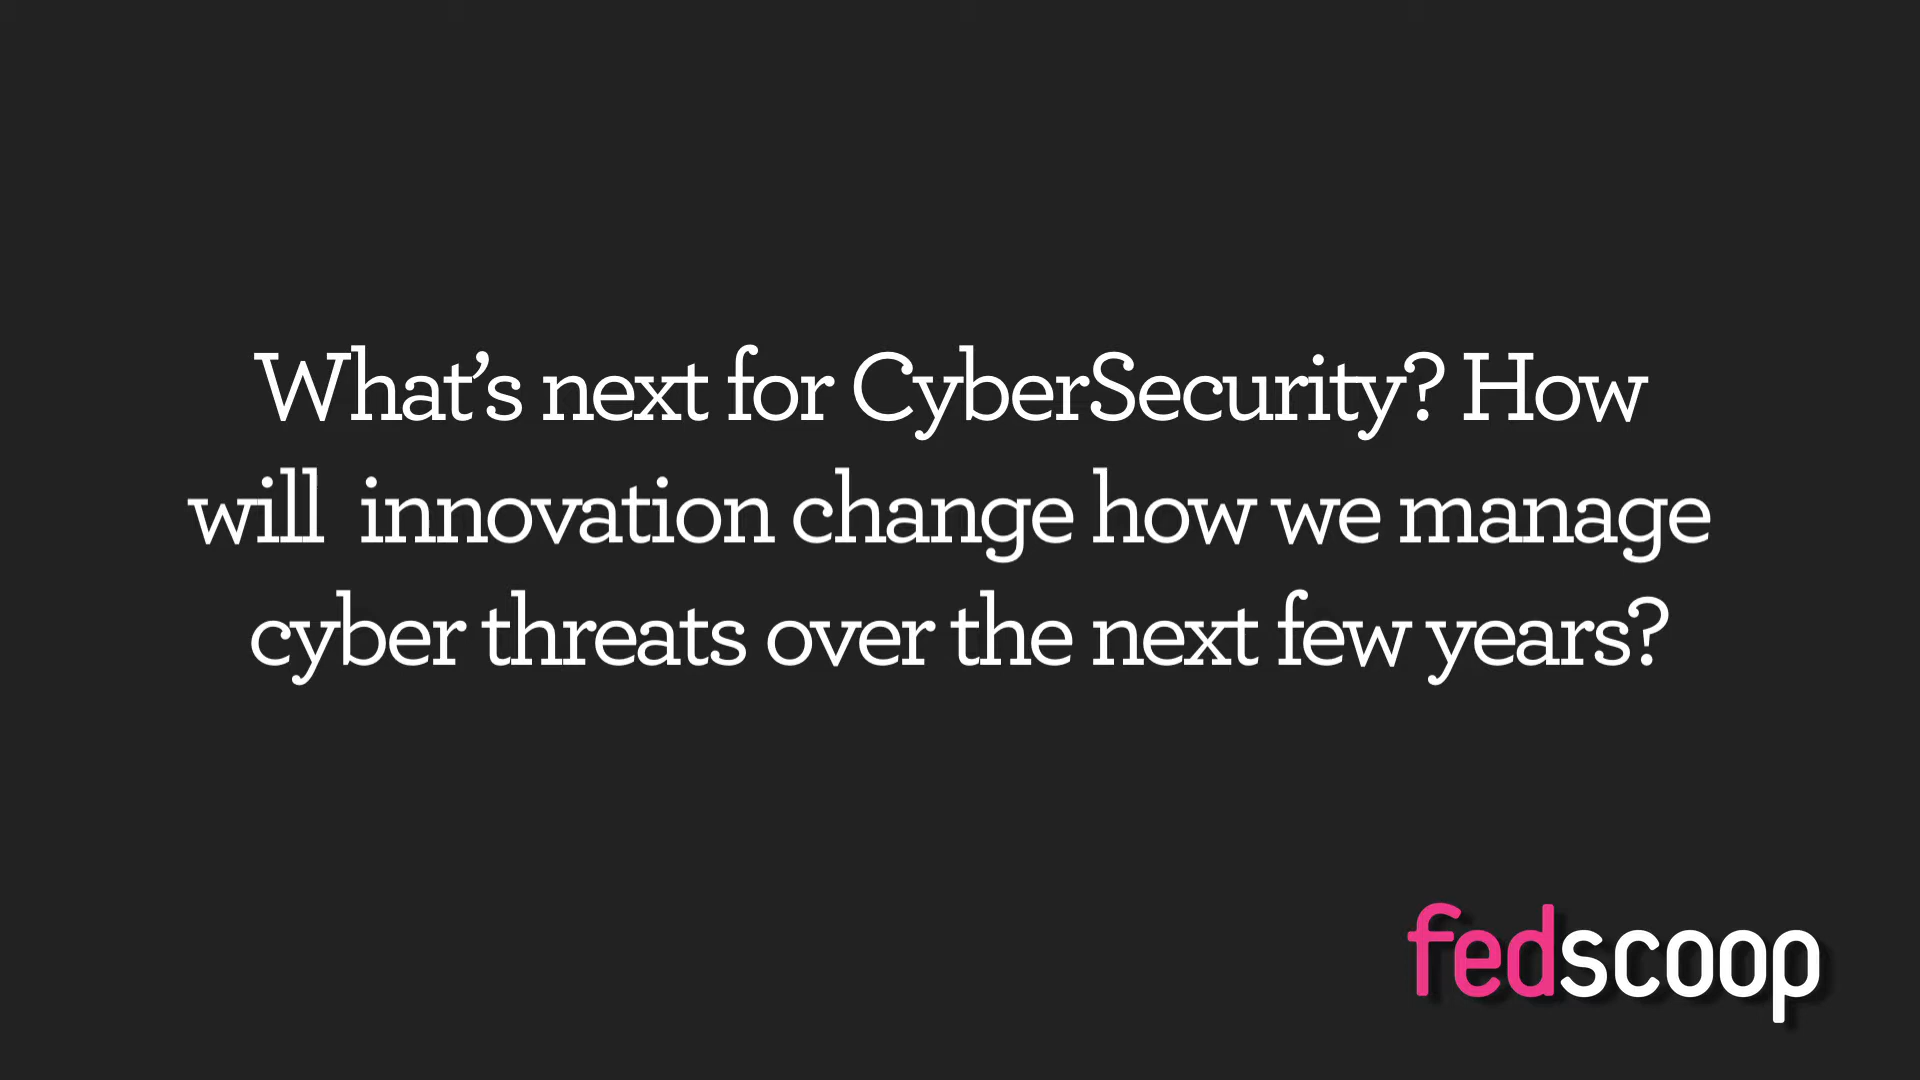 What’s next for CyberSecurity? How
will  innovation change how we manage
cyber threats over the next few years?
fedscoop